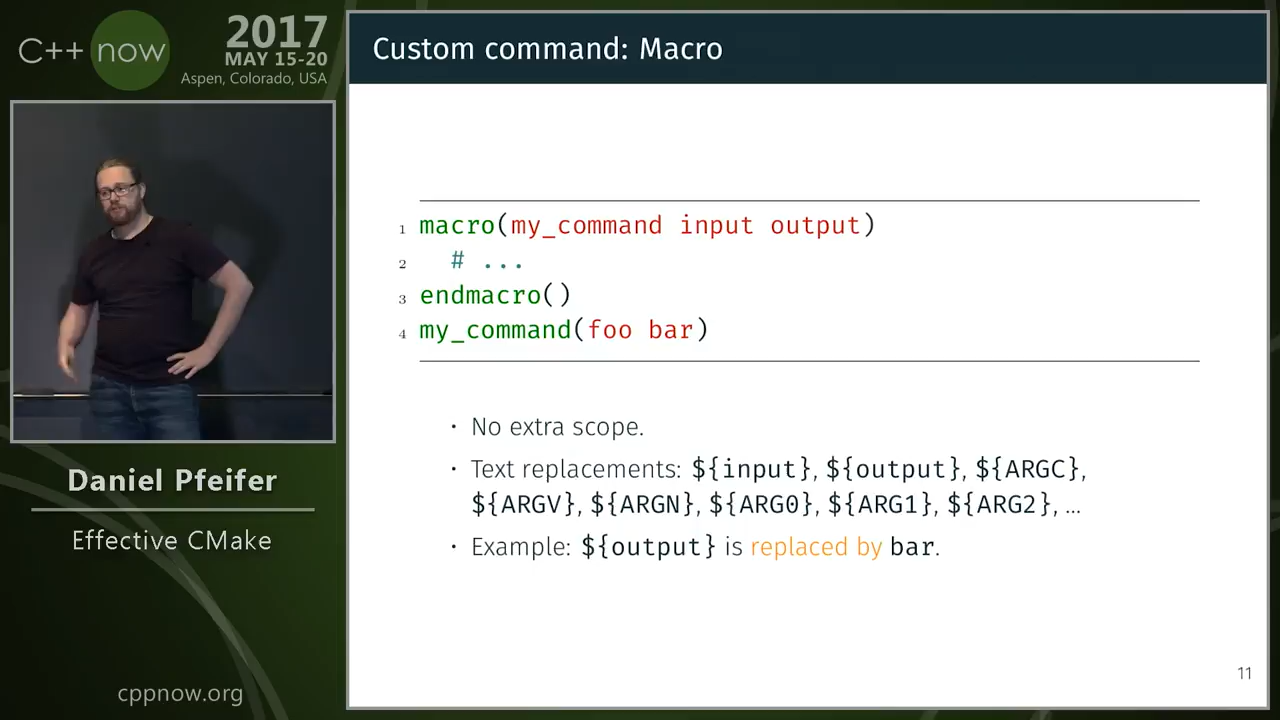 C++ now
2017
MAY 15-20
Aspen, Colorado, USA
Daniel Pfeifer
Effective CMake
cppnow.org
Custom command: Macro
1 macro(my_command input output)
2 # ...
3 endmacro()
4 my_command(foo bar)
· No extra scope.
· Text replacements: ${input}, ${output}, ${ARGC},
${ARGV}, ${ARGN}, ${ARG0}, ${ARG1}, ${ARG2}, ...
· Example: ${output} is replaced by bar.
11